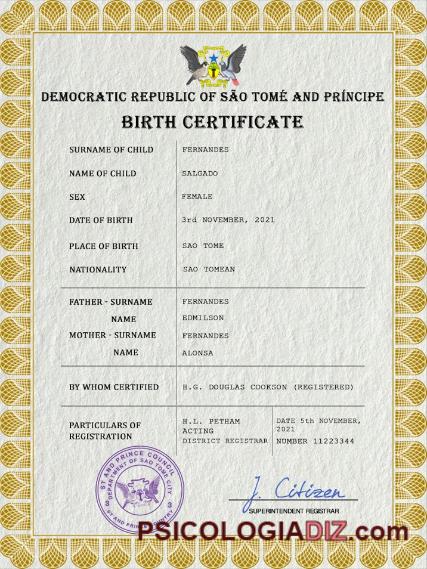 DEMOCRATIC REPUBLIC OF SÃO TOMÉ AND PRÍNCIPE
BIRTH CERTIFICATE
SURNAME OF CHILD FERNANDES
NAME OF CHILD SALGADO
SEX FEMALE
DATE OF BIRTH 3rd NOVEMBER, 2021
PLACE OF BIRTH SAO TOME
NATIONALITY SAO TOMEAN
FATHER - SURNAME FERNANDES
NAME EDMILSON
MOTHER - SURNAME FERNANDES
NAME ALONSA
BY WHOM CERTIFIED H.G. DOUGLAS COOKSON (REGISTERED)
PARTICULARS OF REGISTRATION
H.L. PETHAM
ACTING
DISTRICT REGISTRAR
DATE 5th NOVEMBER,
2021
NUMBER 11223344
ST AND PRINCE COUNCIL
DEPARTMENT OF SAO TOME CITY
J. Citizen
SUPERINTENDENT REGISTRAR
PSICOLOGIADIZ.com